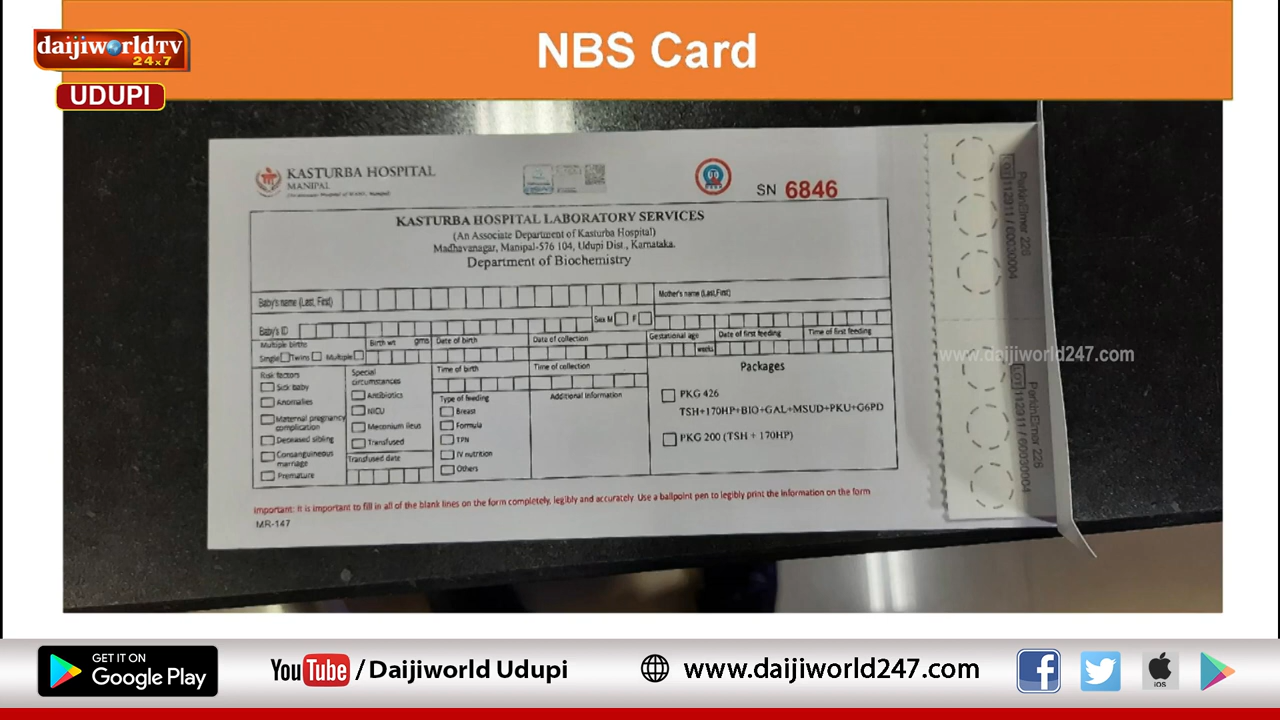 NBS Card
daijiworldTV
24x7
UDUPI
KASTURBA HOSPITAL
MANIPAL
SN 6846
KASTURBA HOSPITAL LABORATORY SERVICES
(An Associate Department of Kasturba Hospital)
Madhavanagar, Manipal-576 104, Udupi Dist., Karnataka.
Department of Biochemistry
Baby's name (Last, First)
Mother's name (Last,First)
Baby's ID
Sex M F
Multiple births
Single Twins Multiple
Birth wt gms
Date of birth
Date of collection
Gestational age
weeks
Date of first feeding
Time of first feeding
Risk factors
Sick baby
Anomalies
Maternal pregnancy
complication
Deceased sibling
Consanguineous
marriage
Premature
Special
circumstances
Antibiotics
NICU
Meconium ileus
Transfused
Transfused date
Time of birth
Time of collection
Type of feeding
Breast
Formula
TPN
IV nutrition
Others
Additional information
Packages
PKG 426
TSH+170HP+BIO+GAL+MSUD+PKU+G6PD
PKG 200 (TSH + 170HP)
Important: It is important to fill in all of the blank lines on the form completely, legibly and accurately. Use a ballpoint pen to legibly print the information on the form
MR-147
PerkinElmer 226
LOT 112911 / 60030004
PerkinElmer 226
LOT 112911 / 60030004
www.daijiworld247.com
GET IT ON
Google Play
YouTube / Daijiworld Udupi
www.daijiworld247.com
iOS